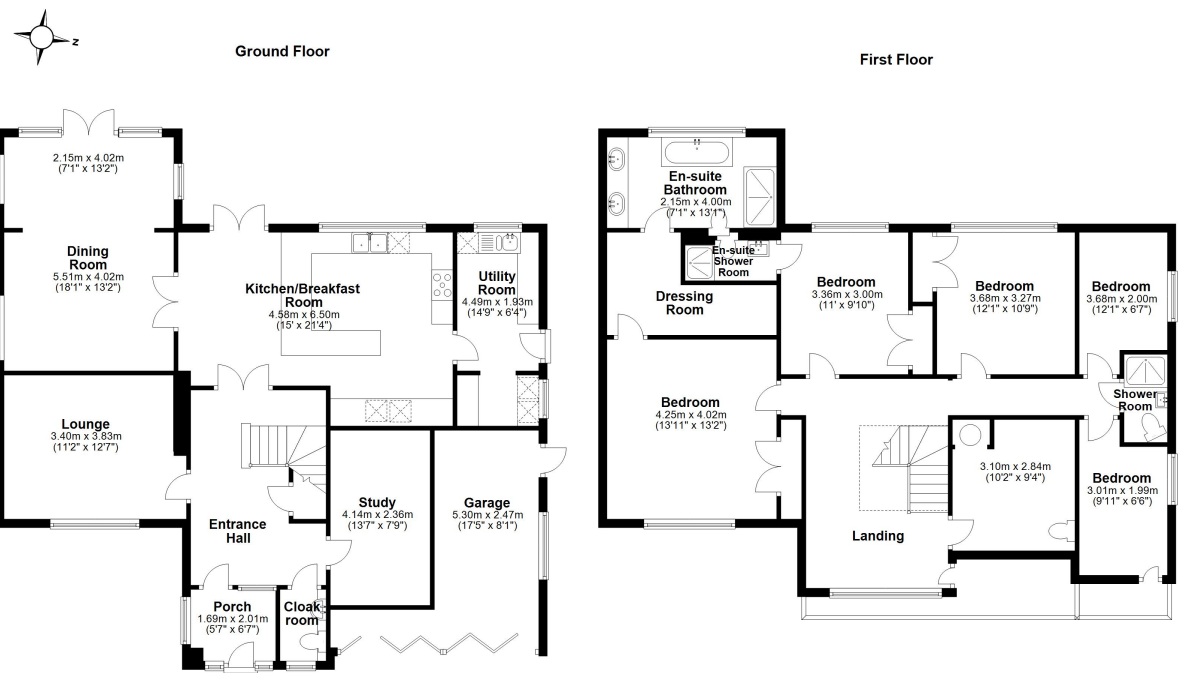 N
Ground Floor
First Floor
2.15m x 4.02m
(7'1" x 13'2")
Dining
Room
5.51m x 4.02m
(18'1" x 13'2")
Kitchen/Breakfast
Room
4.58m x 6.50m
(15' x 21'4")
Utility
Room
4.49m x 1.93m
(14'9" x 6'4")
Lounge
3.40m x 3.83m
(11'2" x 12'7")
Study
4.14m x 2.36m
(13'7" x 7'9")
Garage
5.30m x 2.47m
(17'5" x 8'1")
Entrance
Hall
Porch
1.69m x 2.01m
(5'7" x 6'7")
Cloak
room
En-suite
Bathroom
2.15m x 4.00m
(7'1" x 13'1")
En-suite
Shower
Room
Dressing
Room
Bedroom
3.36m x 3.00m
(11' x 9'10")
Bedroom
3.68m x 3.27m
(12'1" x 10'9")
Bedroom
3.68m x 2.00m
(12'1" x 6'7")
Bedroom
4.25m x 4.02m
(13'11" x 13'2")
Shower
Room
3.10m x 2.84m
(10'2" x 9'4")
Bedroom
3.01m x 1.99m
(9'11" x 6'6")
Landing